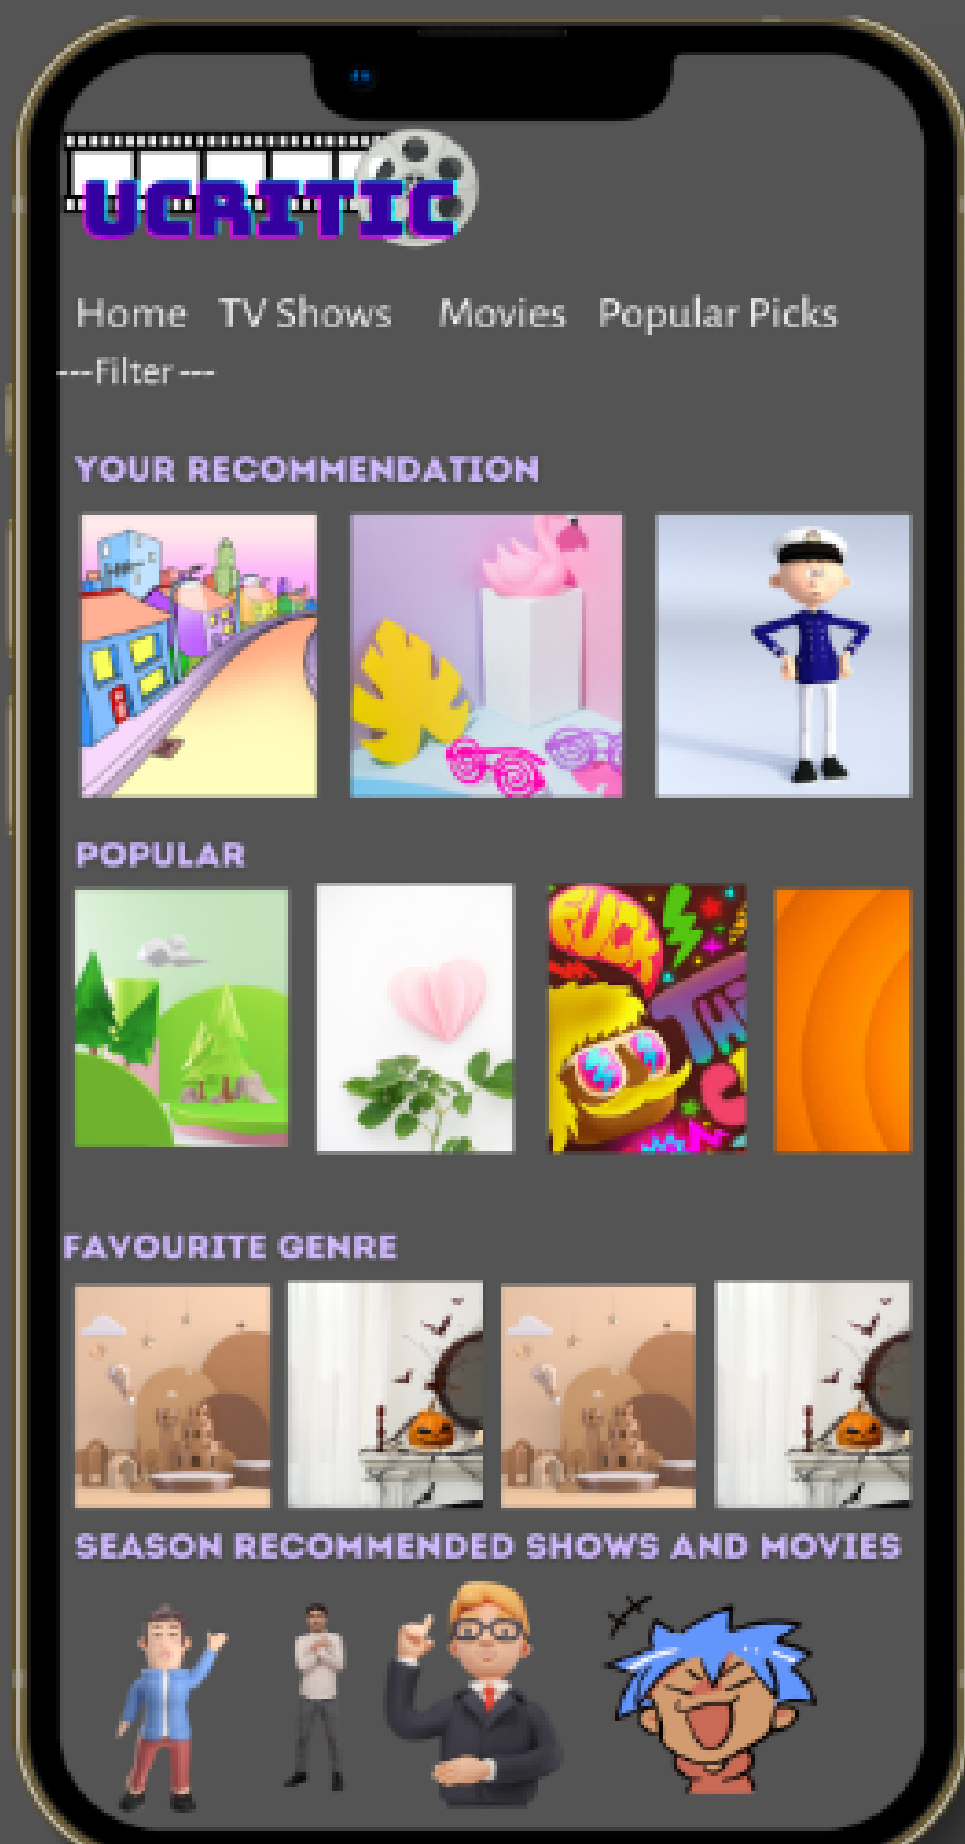 UCRITIC
Home TV Shows Movies Popular Picks
---Filter---
YOUR RECOMMENDATION
POPULAR
FUCK
THE
FAVOURITE GENRE
SEASON RECOMMENDED SHOWS AND MOVIES